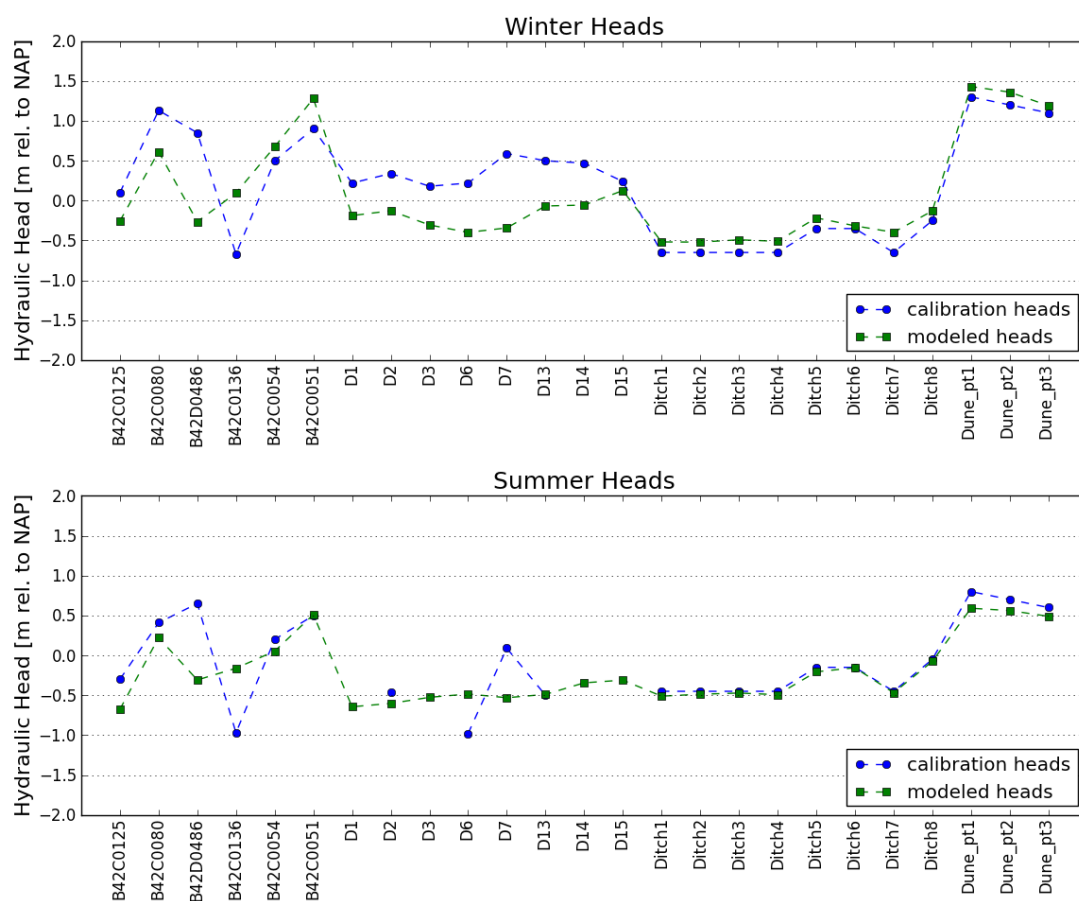 Winter Heads
Hydraulic Head [m rel. to NAP]
2.0
1.5
1.0
0.5
0.0
−0.5
−1.0
−1.5
−2.0
calibration heads
modeled heads
B42C0125
B42C0080
B42D0486
B42C0136
B42C0054
B42C0051
D1
D2
D3
D6
D7
D13
D14
D15
Ditch1
Ditch2
Ditch3
Ditch4
Ditch5
Ditch6
Ditch7
Ditch8
Dune_pt1
Dune_pt2
Dune_pt3
Summer Heads
Hydraulic Head [m rel. to NAP]
2.0
1.5
1.0
0.5
0.0
−0.5
−1.0
−1.5
−2.0
calibration heads
modeled heads
B42C0125
B42C0080
B42D0486
B42C0136
B42C0054
B42C0051
D1
D2
D3
D6
D7
D13
D14
D15
Ditch1
Ditch2
Ditch3
Ditch4
Ditch5
Ditch6
Ditch7
Ditch8
Dune_pt1
Dune_pt2
Dune_pt3